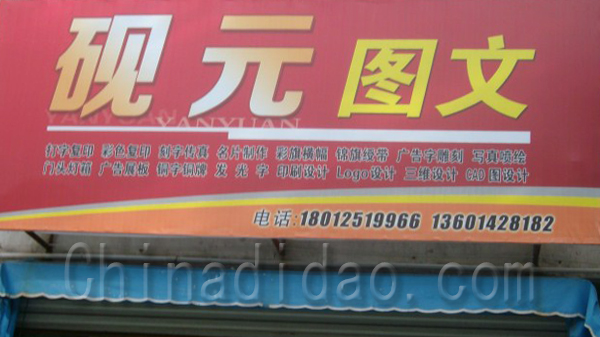 砚元 图文
YANYUAN
打字复印 彩色复印 刻字传真 名片制作 彩旗横幅 锦旗绶带 广告字雕刻 写真喷绘
门头灯箱 广告展板 铜字铜牌 发光字 印刷设计 Logo设计 三维设计 CAD图设计
电话:18012519966 13601428182
Chinadidao.com